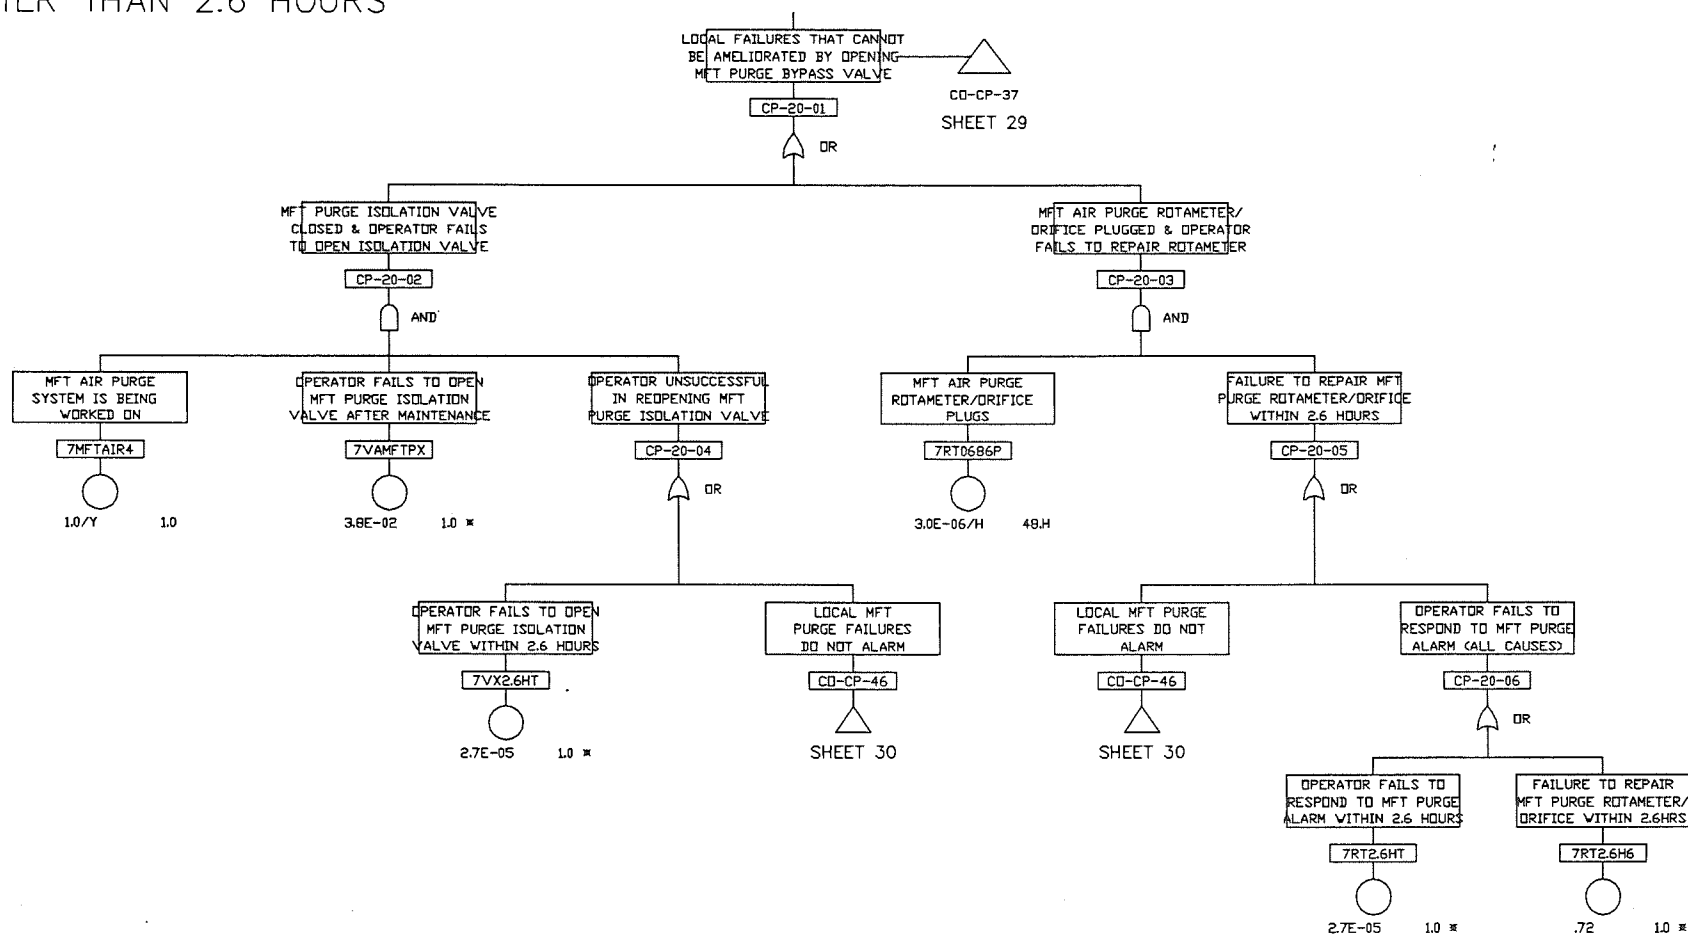 TER THAN 2.6 HOURS
LOCAL FAILURES THAT CANNOT
BE AMELIORATED BY OPENING
MFT PURGE BYPASS VALVE
CP-20-01
OR
CO-CP-37
SHEET 29
MFT PURGE ISOLATION VALVE
CLOSED & OPERATOR FAILS
TO OPEN ISOLATION VALVE
CP-20-02
AND
MFT AIR PURGE ROTAMETER/
ORIFICE PLUGGED & OPERATOR
FAILS TO REPAIR ROTAMETER
CP-20-03
AND
MFT AIR PURGE
SYSTEM IS BEING
WORKED ON
7MFTAIR4
1.0/Y 1.0
OPERATOR FAILS TO OPEN
MFT PURGE ISOLATION
VALVE AFTER MAINTENANCE
7VAMFTPX
3.8E-02 1.0 *
OPERATOR UNSUCCESSFUL
IN REOPENING MFT
PURGE ISOLATION VALVE
CP-20-04
OR
MFT AIR PURGE
ROTAMETER/ORIFICE
PLUGS
7RT0686P
3.0E-06/H 48.H
FAILURE TO REPAIR MFT
PURGE ROTAMETER/ORIFICE
WITHIN 2.6 HOURS
CP-20-05
OR
OPERATOR FAILS TO OPEN
MFT PURGE ISOLATION
VALVE WITHIN 2.6 HOURS
7VX2.6HT
2.7E-05 1.0 *
LOCAL MFT
PURGE FAILURES
DO NOT ALARM
CO-CP-46
SHEET 30
LOCAL MFT PURGE
FAILURES DO NOT
ALARM
CO-CP-46
SHEET 30
OPERATOR FAILS TO
RESPOND TO MFT PURGE
ALARM (ALL CAUSES)
CP-20-06
OR
OPERATOR FAILS TO
RESPOND TO MFT PURGE
ALARM WITHIN 2.6 HOURS
7RT2.6HT
2.7E-05 1.0 *
FAILURE TO REPAIR
MFT PURGE ROTAMETER/
ORIFICE WITHIN 2.6HRS
7RT2.6H6
.72 1.0 *